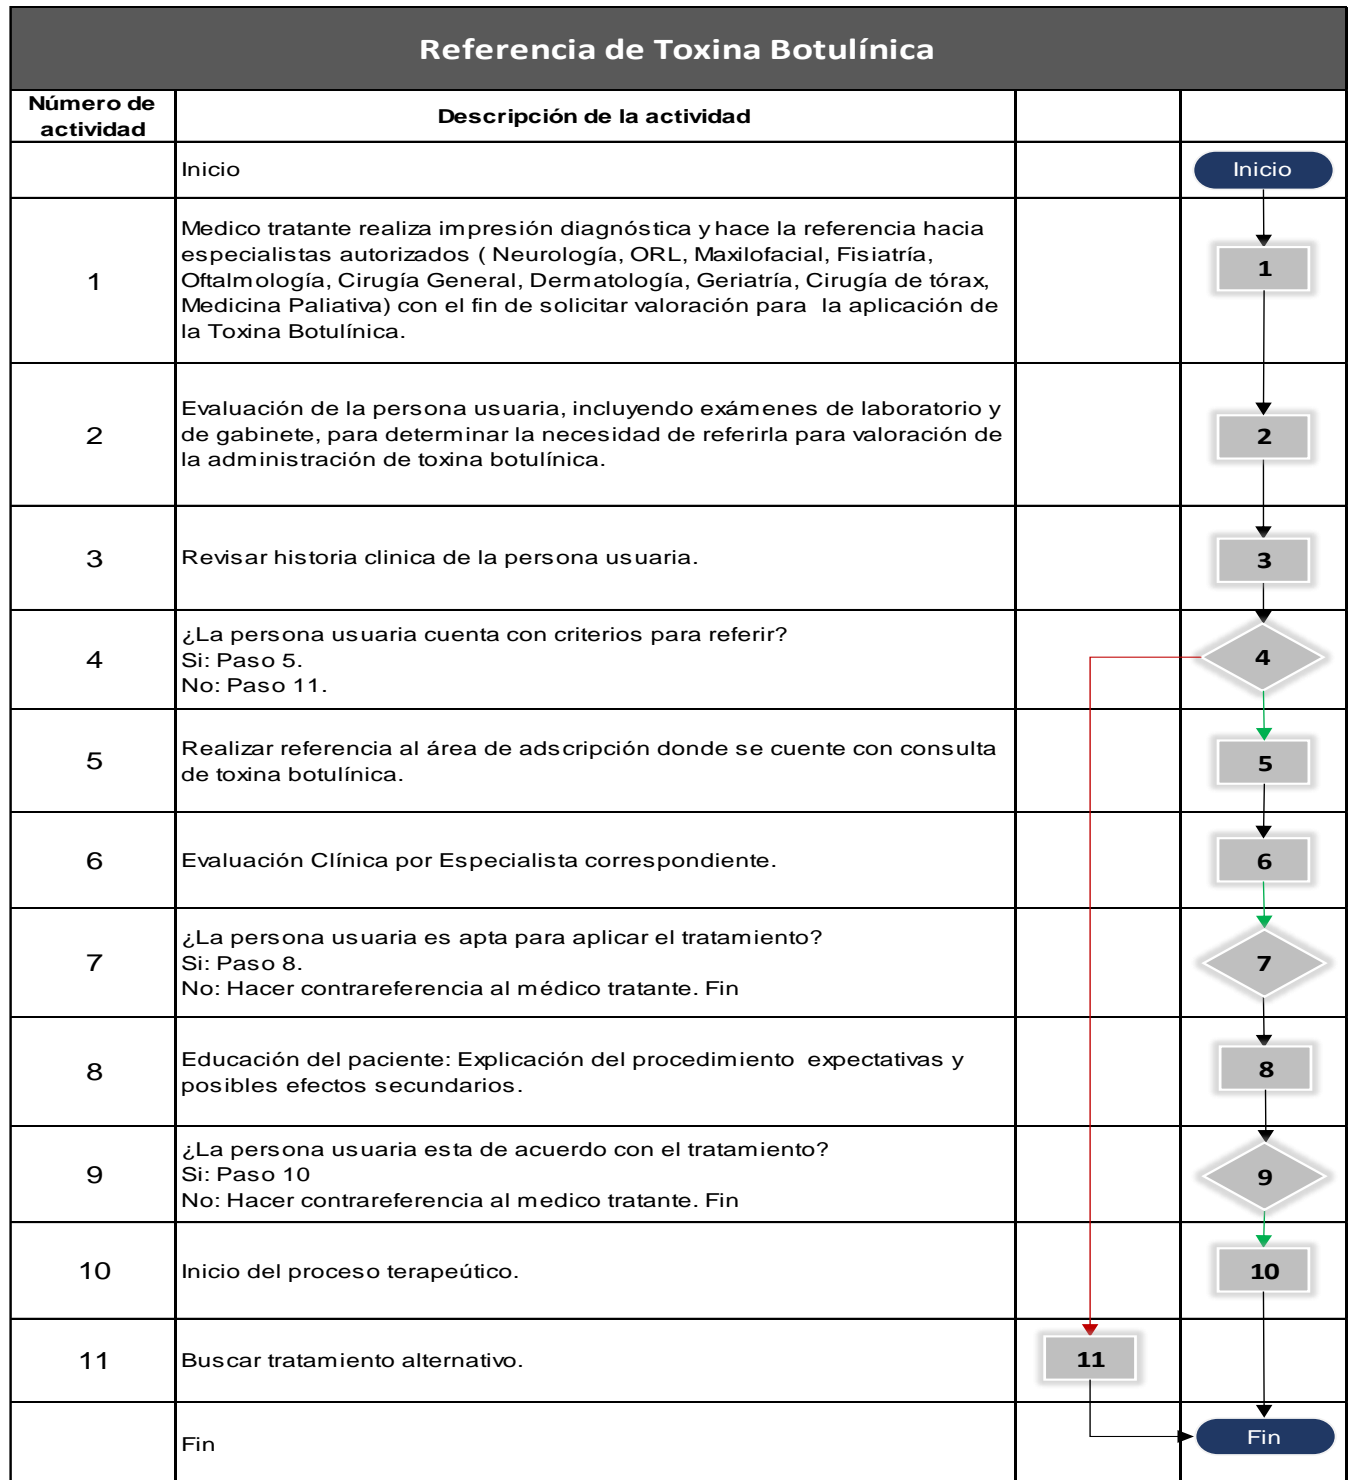 Referencia de Toxina Botulínica
Número de
actividad
Descripción de la actividad
Inicio
Inicio
1
Medico tratante realiza impresión diagnóstica y hace la referencia hacia
especialistas autorizados ( Neurología, ORL, Maxilofacial, Fisiatría,
Oftalmología, Cirugía General, Dermatología, Geriatría, Cirugía de tórax,
Medicina Paliativa) con el fin de solicitar valoración para la aplicación de
la Toxina Botulínica.
1
2
Evaluación de la persona usuaria, incluyendo exámenes de laboratorio y
de gabinete, para determinar la necesidad de referirla para valoración de
la administración de toxina botulínica.
2
3
Revisar historia clinica de la persona usuaria.
3
4
¿La persona usuaria cuenta con criterios para referir?
Si: Paso 5.
No: Paso 11.
4
5
Realizar referencia al área de adscripción donde se cuente con consulta
de toxina botulínica.
5
6
Evaluación Clínica por Especialista correspondiente.
6
7
¿La persona usuaria es apta para aplicar el tratamiento?
Si: Paso 8.
No: Hacer contrareferencia al médico tratante. Fin
7
8
Educación del paciente: Explicación del procedimiento expectativas y
posibles efectos secundarios.
8
9
¿La persona usuaria esta de acuerdo con el tratamiento?
Si: Paso 10
No: Hacer contrareferencia al medico tratante. Fin
9
10
Inicio del proceso terapeútico.
10
11
Buscar tratamiento alternativo.
11
Fin
Fin